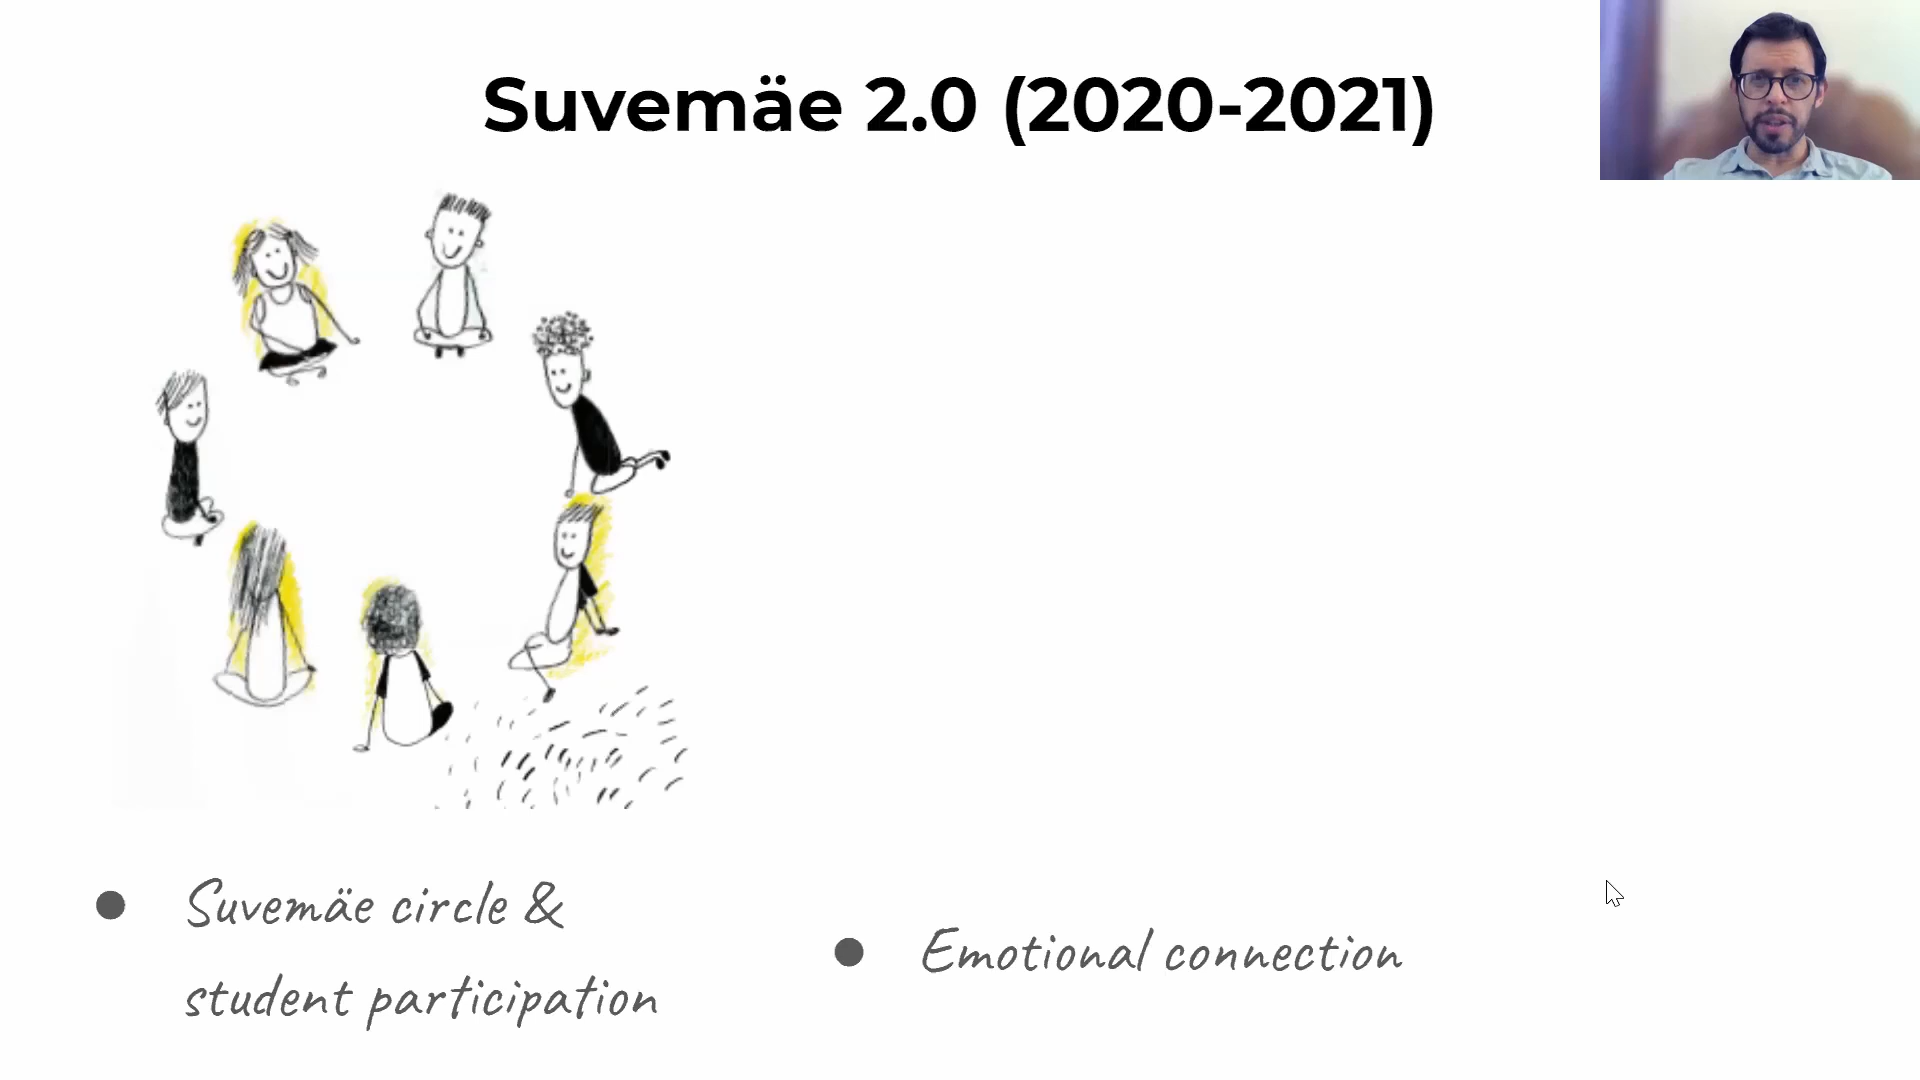 Suvemäe 2.0 (2020-2021)
Suvemäe circle &
student participation
Emotional connection